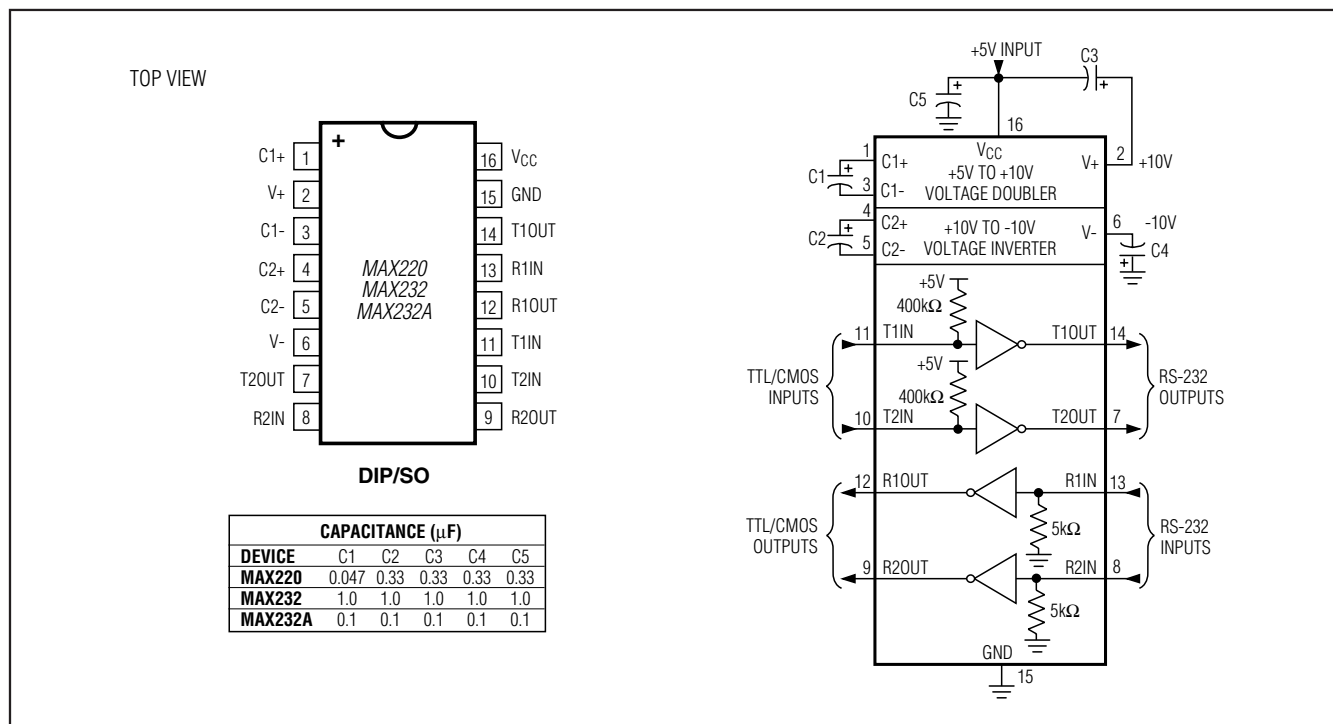 TOP VIEW
C1+ 1
V+ 2
C1- 3
C2+ 4
C2- 5
V- 6
T2OUT 7
R2IN 8
+
MAX220
MAX232
MAX232A
16 VCC
15 GND
14 T1OUT
13 R1IN
12 R1OUT
11 T1IN
10 T2IN
9 R2OUT
DIP/SO
CAPACITANCE (μF)
DEVICE C1 C2 C3 C4 C5
MAX220 0.047 0.33 0.33 0.33 0.33
MAX232 1.0 1.0 1.0 1.0 1.0
MAX232A 0.1 0.1 0.1 0.1 0.1
+5V INPUT
C3
+
C5
+
16
VCC
1
C1+
+
C1
3
C1-
+5V TO +10V
VOLTAGE DOUBLER
V+
2
+10V
4
C2+
+
C2
5
C2-
+10V TO -10V
VOLTAGE INVERTER
V-
6
-10V
C4
+
+5V
400kΩ
11 T1IN
T1OUT 14
+5V
400kΩ
TTL/CMOS
INPUTS
RS-232
OUTPUTS
10 T2IN
T2OUT 7
12 R1OUT
R1IN 13
5kΩ
TTL/CMOS
OUTPUTS
RS-232
INPUTS
9 R2OUT
R2IN 8
5kΩ
GND
15